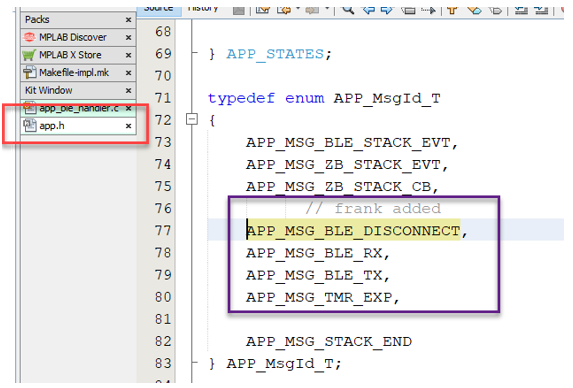 Source History
Packs
MPLAB Discover ×
MPLAB X Store ×
Makefile-impl.mk ×
Kit Window
app_ble_handler.c ×
app.h ×
68
69 } APP_STATES;
70
71 typedef enum APP_MsgId_T
72 {
73 APP_MSG_BLE_STACK_EVT,
74 APP_MSG_ZB_STACK_EVT,
75 APP_MSG_ZB_STACK_CB,
76 // frank added
77 APP_MSG_BLE_DISCONNECT,
78 APP_MSG_BLE_RX,
79 APP_MSG_BLE_TX,
80 APP_MSG_TMR_EXP,
81
82 APP_MSG_STACK_END
83 } APP_MsgId_T;